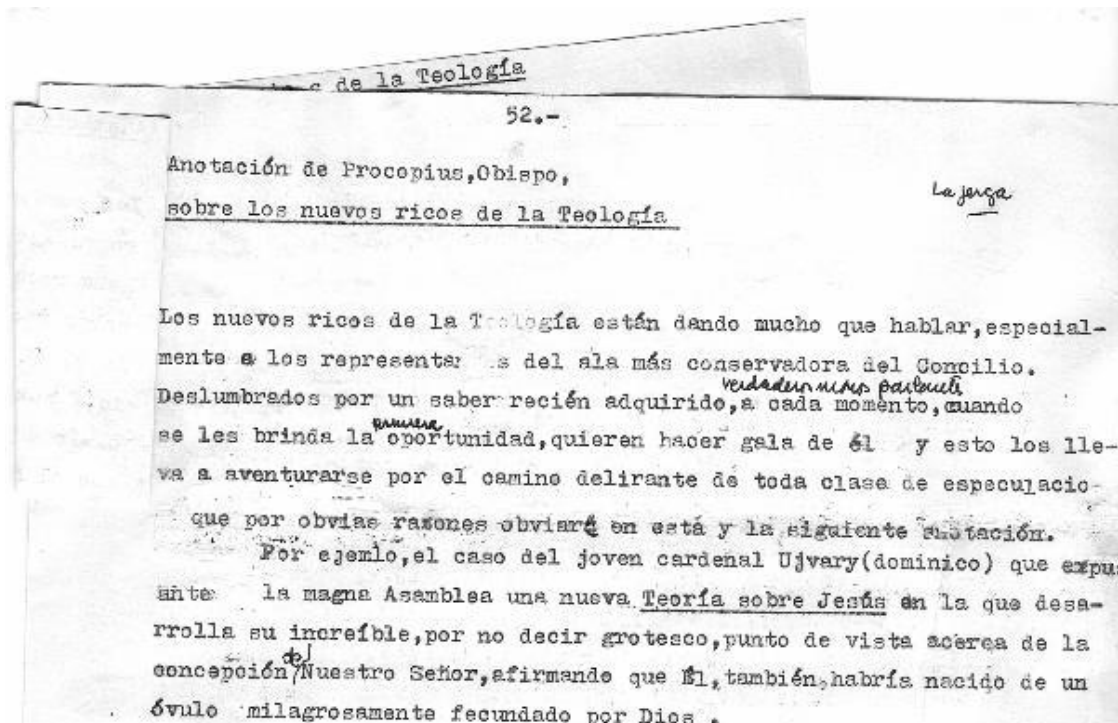 de la Teología
52.-
Anotación de Procopius,Obispo,
La jerga
sobre los nuevos ricos de la Teología
Los nuevos ricos de la Teología están dando mucho que hablar,especial-
mente a los representa s del ala más conservadora del Concilio.
verdaderos
Deslumbrados por un saber recién adquirido,a cada momento,cuando
primera
se les brinda la oportunidad,quieren hacer gala de él y esto los lle-
va a aventurarse por el camino delirante de toda clase de especulacio
que por obvias razones obviaré en está y la siguiente anotación.
Por ejemlo,el caso del joven cardenal Ujvary(dominico) que expu
ante la magna Asamblea una nueva Teoría sobre Jesús en la que desa-
rrolla su increíble,por no decir grotesco,punto de vista acerca de la
de
concepción Nuestro Señor,afirmando que Él,también,habría nacido de un
óvulo milagrosamente fecundado por Dios .